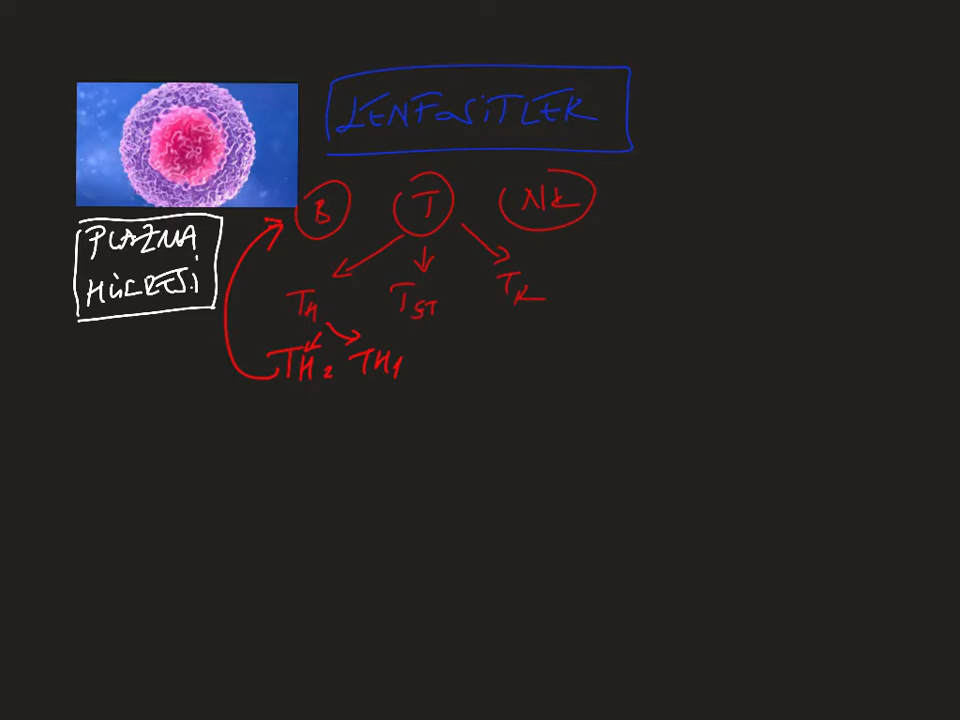 LENFOSİTLER
B T NK
PLAZMA
HÜCRESİ
TH TST TK
TH2 TH1